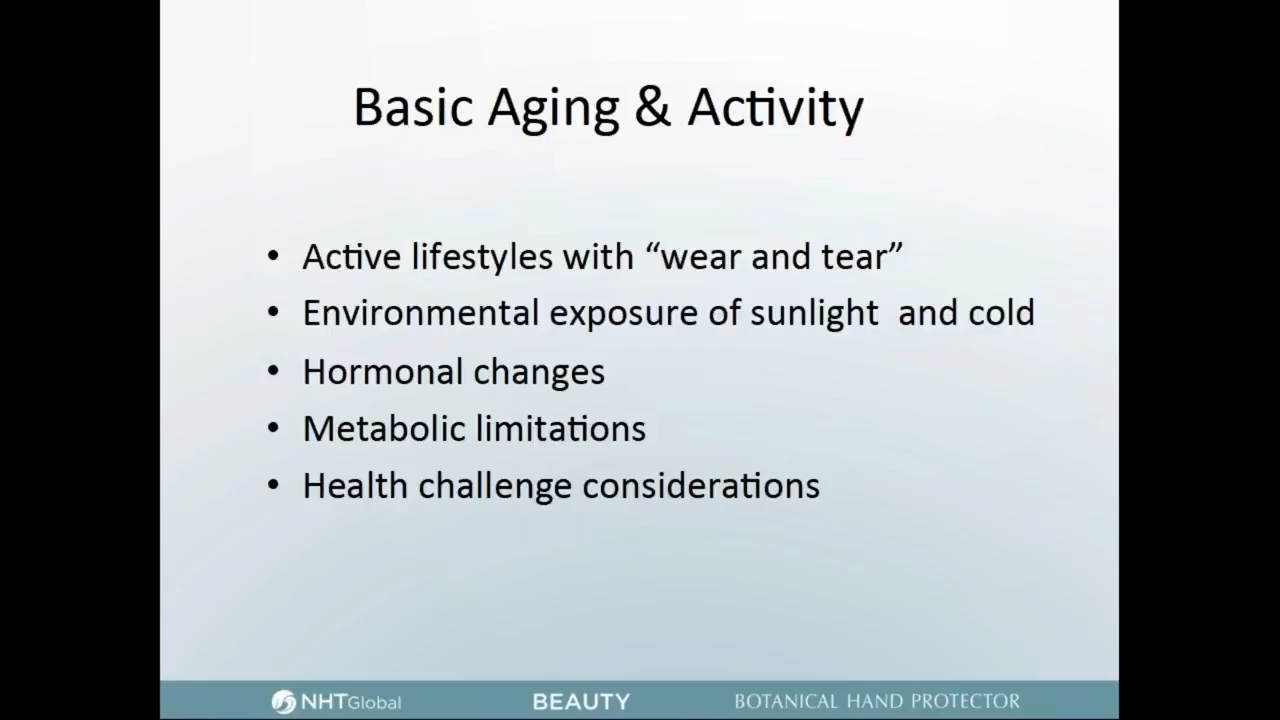 Basic Aging & Activity
• Active lifestyles with “wear and tear”
• Environmental exposure of sunlight  and cold
• Hormonal changes
• Metabolic limitations
• Health challenge considerations
NHTGlobal BEAUTY BOTANICAL HAND PROTECTOR